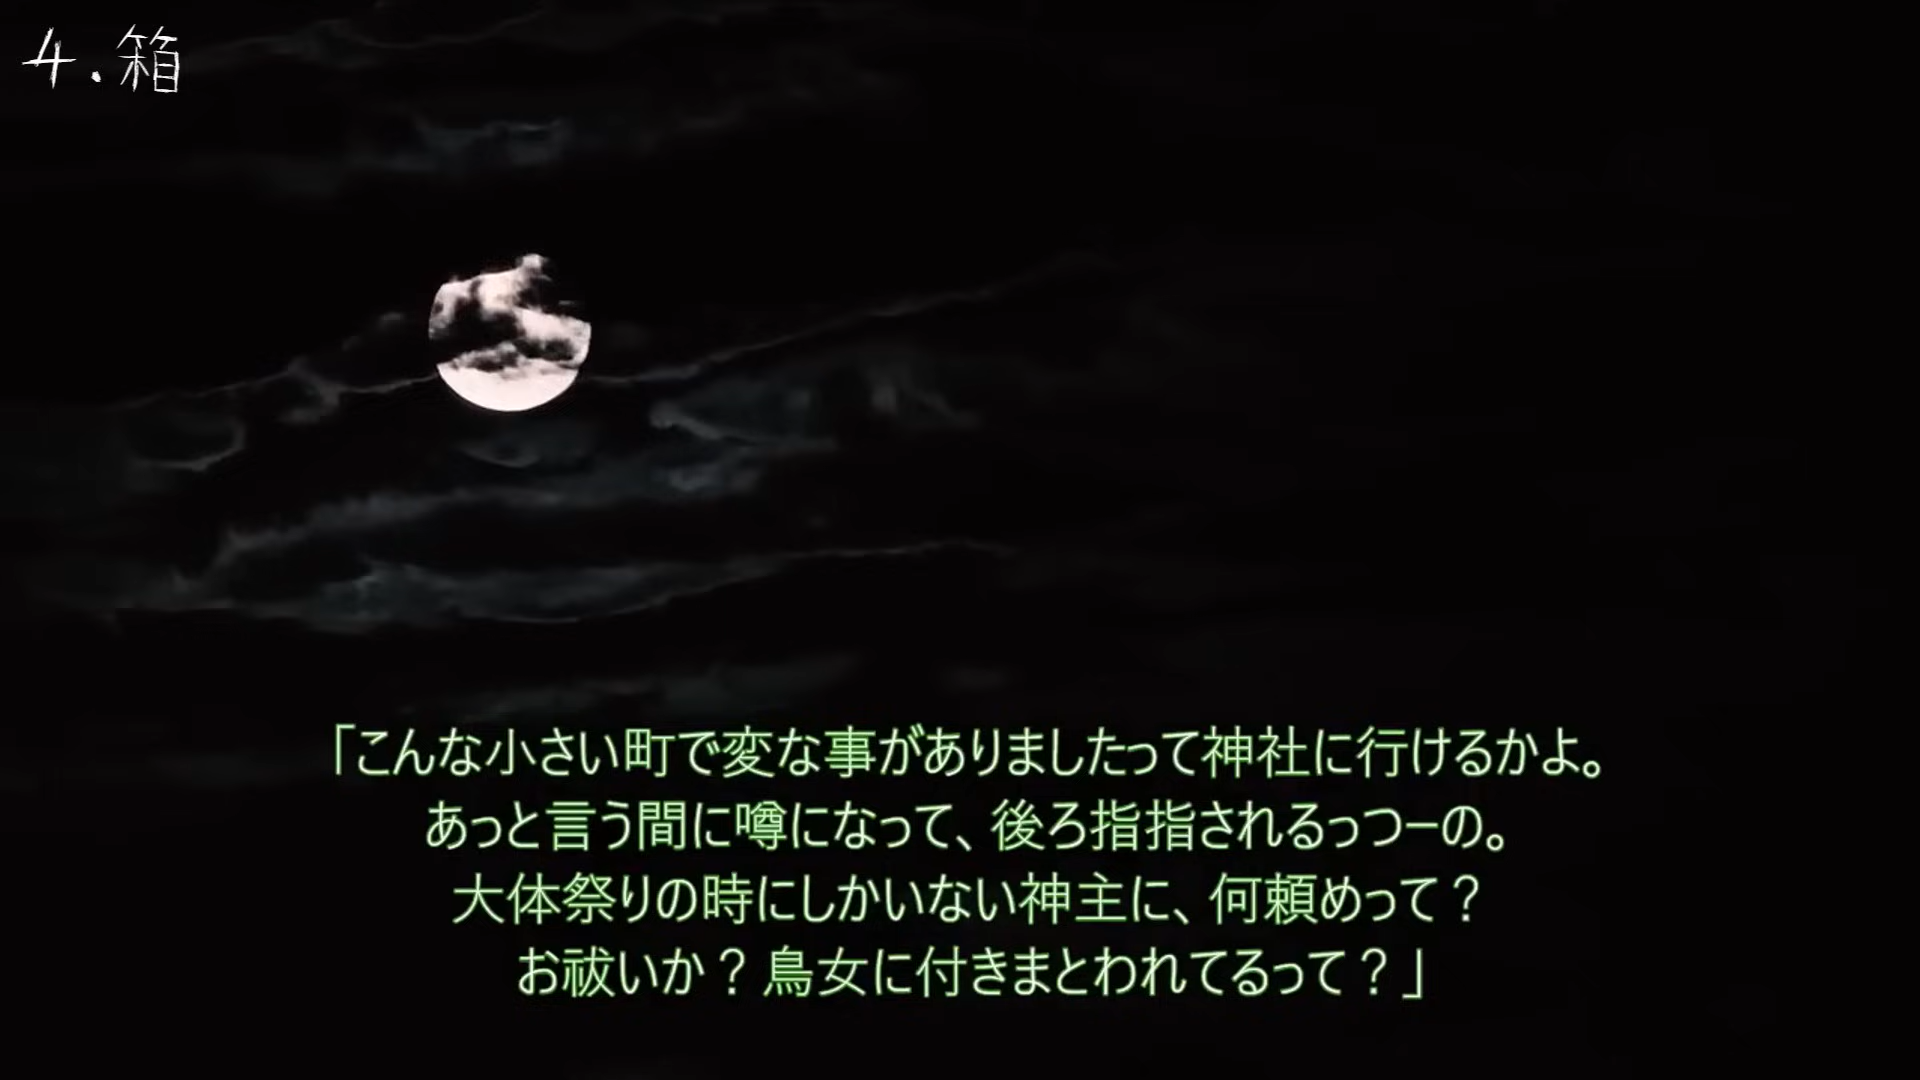 4.箱
「こんな小さい町で変な事がありましたって神社に行けるかよ。
あっと言う間に噂になって、後ろ指指されるっつーの。
大体祭りの時にしかいない神主に、何頼めって？
お祓いか？鳥女に付きまとわれてるって？」